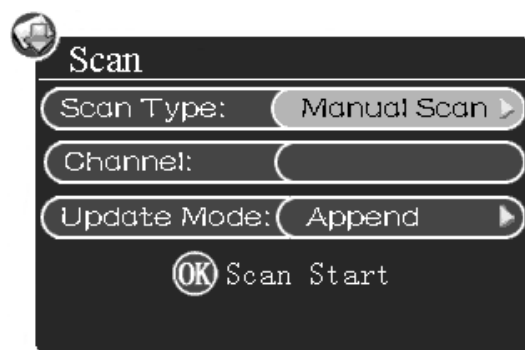 Scan
Scan Type: Manual Scan
Channel:
Update Mode: Append
OK Scan Start